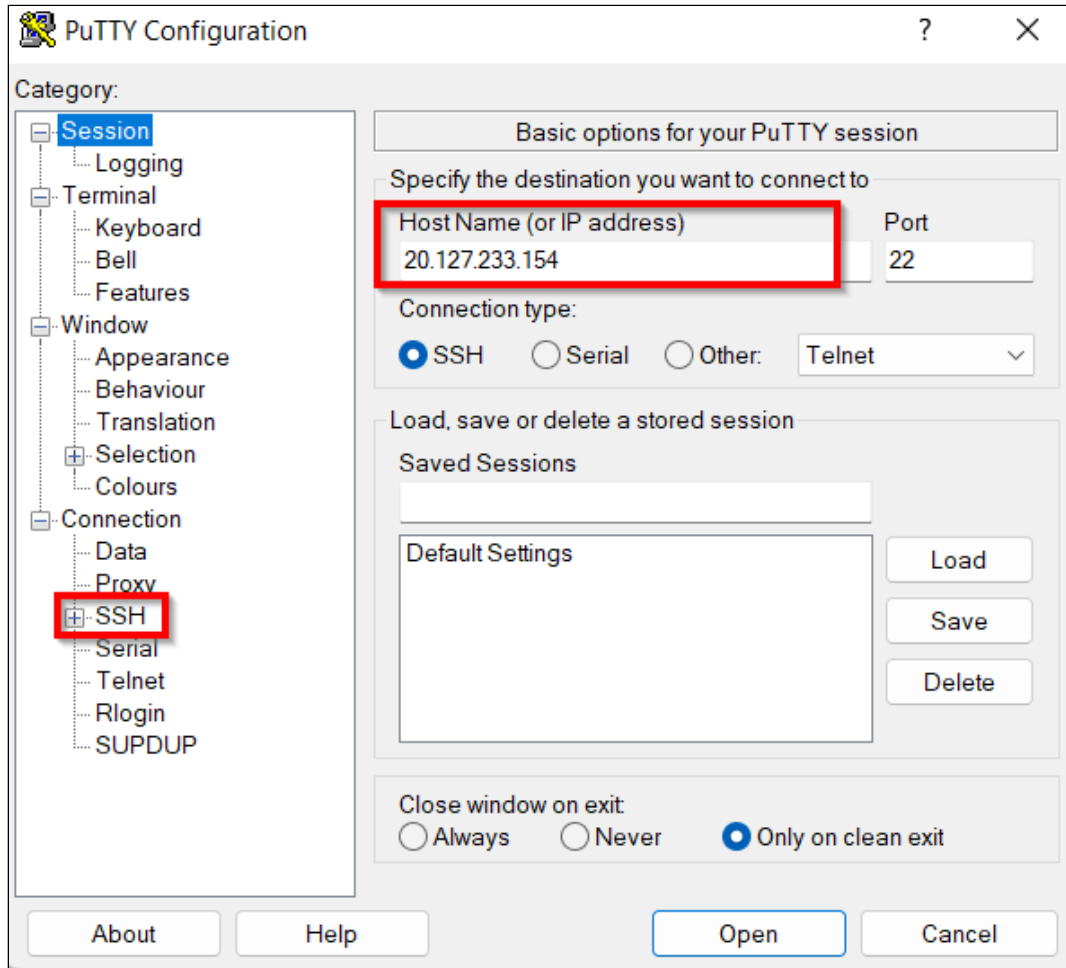 PuTTY Configuration
?
Category:
Session
Logging
Terminal
Keyboard
Bell
Features
Window
Appearance
Behaviour
Translation
Selection
Colours
Connection
Data
Proxy
SSH
Serial
Telnet
Rlogin
SUPDUP
Basic options for your PuTTY session
Specify the destination you want to connect to
Host Name (or IP address) Port
20.127.233.154 22
Connection type:
SSH Serial Other: Telnet
Load, save or delete a stored session
Saved Sessions
Default Settings
Load
Save
Delete
Close window on exit:
Always Never Only on clean exit
About Help Open Cancel